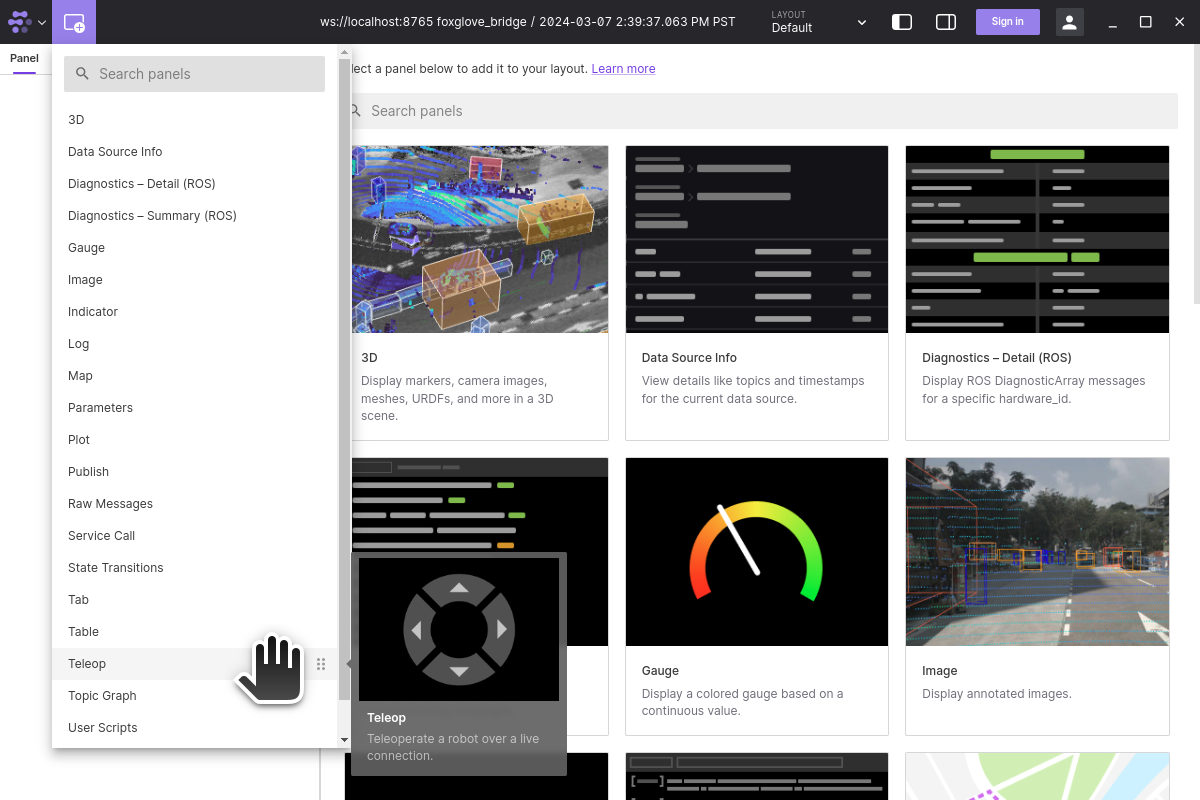 ws://localhost:8765 foxglove_bridge / 2024-03-07 2:39:37.063 PM PST
LAYOUT
Default
Sign in
Panel
Search panels
3D
Data Source Info
Diagnostics – Detail (ROS)
Diagnostics – Summary (ROS)
Gauge
Image
Indicator
Log
Map
Parameters
Plot
Publish
Raw Messages
Service Call
State Transitions
Tab
Table
Teleop
Topic Graph
User Scripts
lect a panel below to add it to your layout. Learn more
Search panels
3D
Display markers, camera images,
meshes, URDFs, and more in a 3D
scene.
Data Source Info
View details like topics and timestamps
for the current data source.
Diagnostics – Detail (ROS)
Display ROS DiagnosticArray messages
for a specific hardware_id.
Teleop
Teleoperate a robot over a live
connection.
Gauge
Display a colored gauge based on a
continuous value.
Image
Display annotated images.